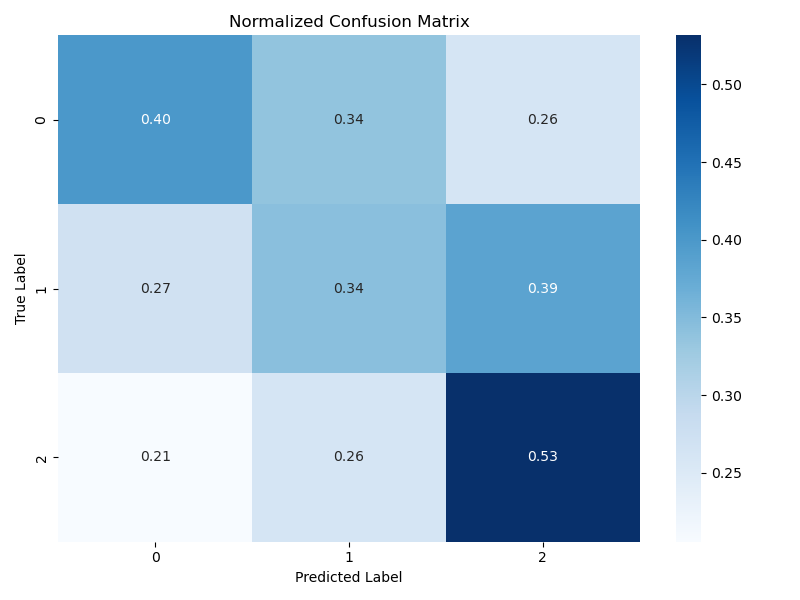 Normalized Confusion Matrix
0.40 0.34 0.26
0.27 0.34 0.39
0.21 0.26 0.53
0
1
2
True Label
0 1 2
Predicted Label
0.50
0.45
0.40
0.35
0.30
0.25